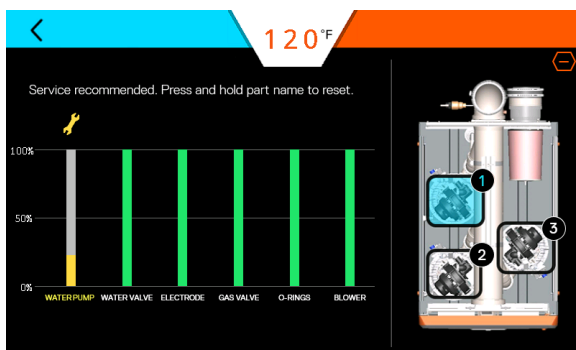 120°F
Service recommended. Press and hold part name to reset.
100%
50%
0%
WATER PUMP WATER VALVE ELECTRODE GAS VALVE O-RINGS BLOWER
1
2
3